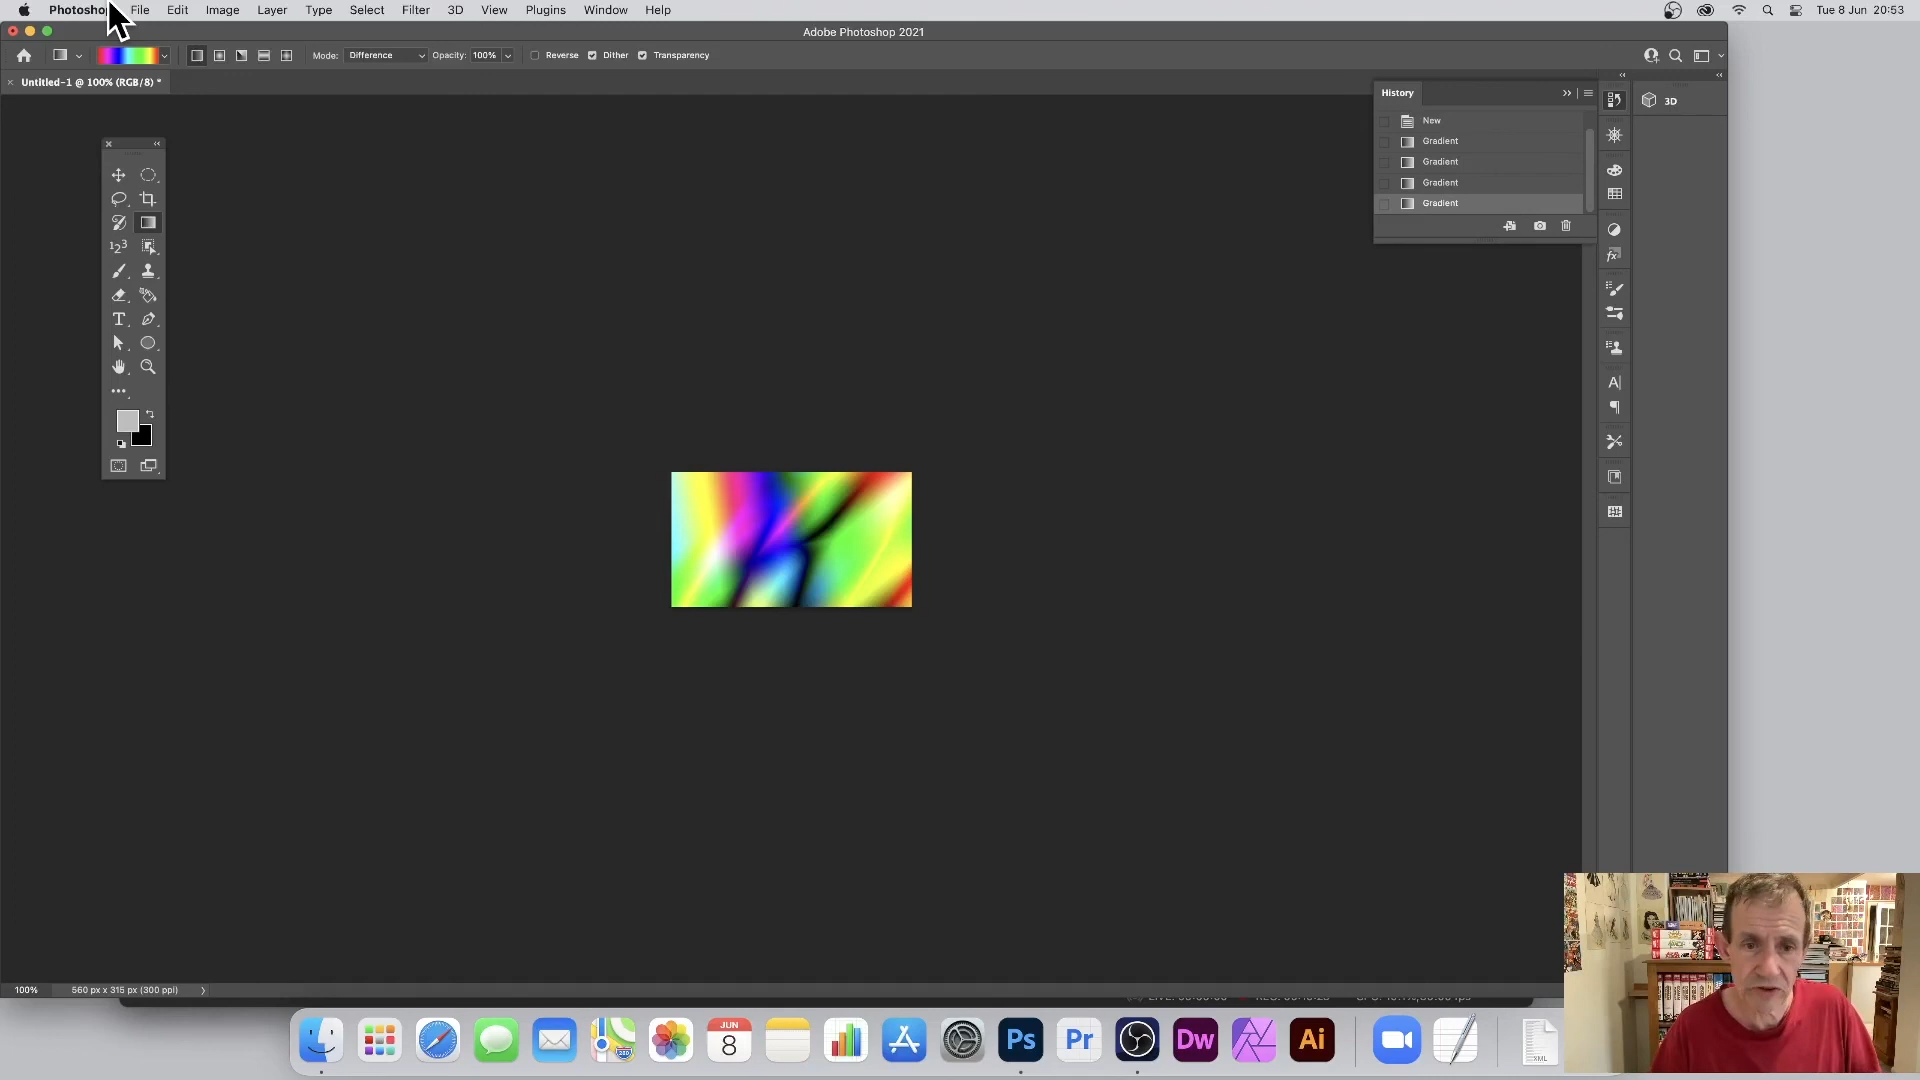 Photoshop File Edit Image Layer Type Select Filter 3D View Plugins Window Help Tue 8 Jun 20:53
Adobe Photoshop 2021
Mode: Difference Opacity: 100% Reverse Dither Transparency
Untitled-1 @ 100% (RGB/8) *
History
3D
New
Gradient
Gradient
Gradient
Gradient
100% 560 px x 315 px (300 ppi)
JUN
8
Ps
Pr
Dw
Ai
XML